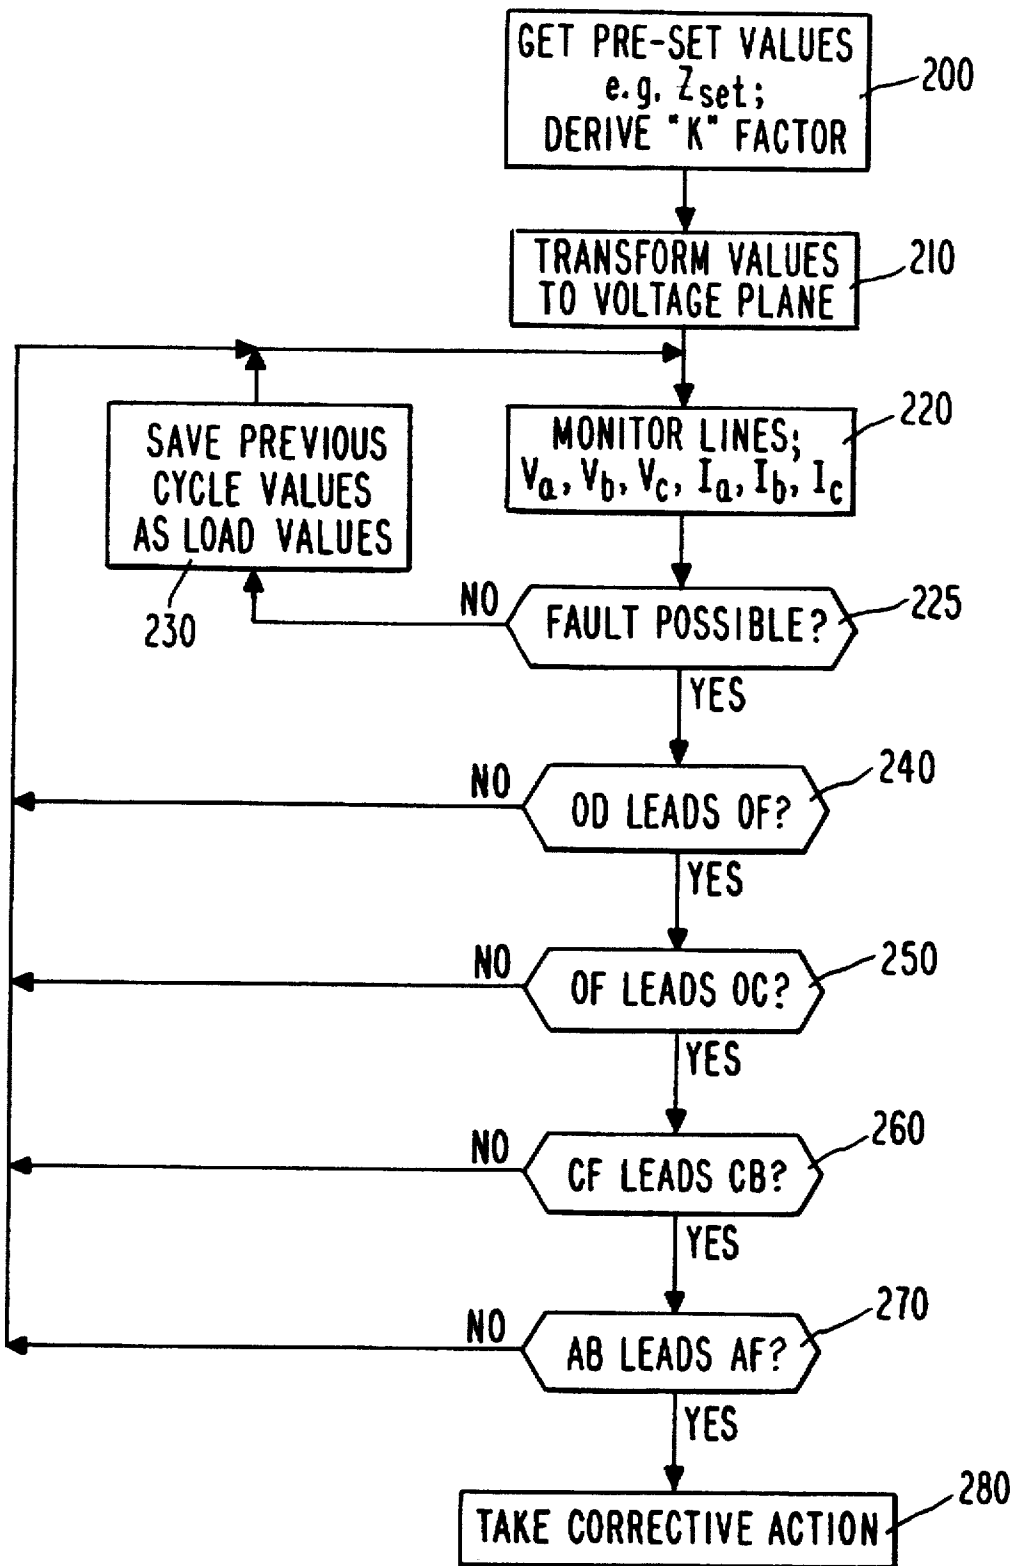 GET PRE-SET VALUES
e.g. Zset;
DERIVE "K" FACTOR
200
TRANSFORM VALUES
TO VOLTAGE PLANE
210
SAVE PREVIOUS
CYCLE VALUES
AS LOAD VALUES
230
MONITOR LINES;
Va, Vb, Vc, Ia, Ib, Ic
220
FAULT POSSIBLE?
225
NO
YES
OD LEADS OF?
240
NO
YES
OF LEADS OC?
250
NO
YES
CF LEADS CB?
260
NO
YES
AB LEADS AF?
270
NO
YES
TAKE CORRECTIVE ACTION
280